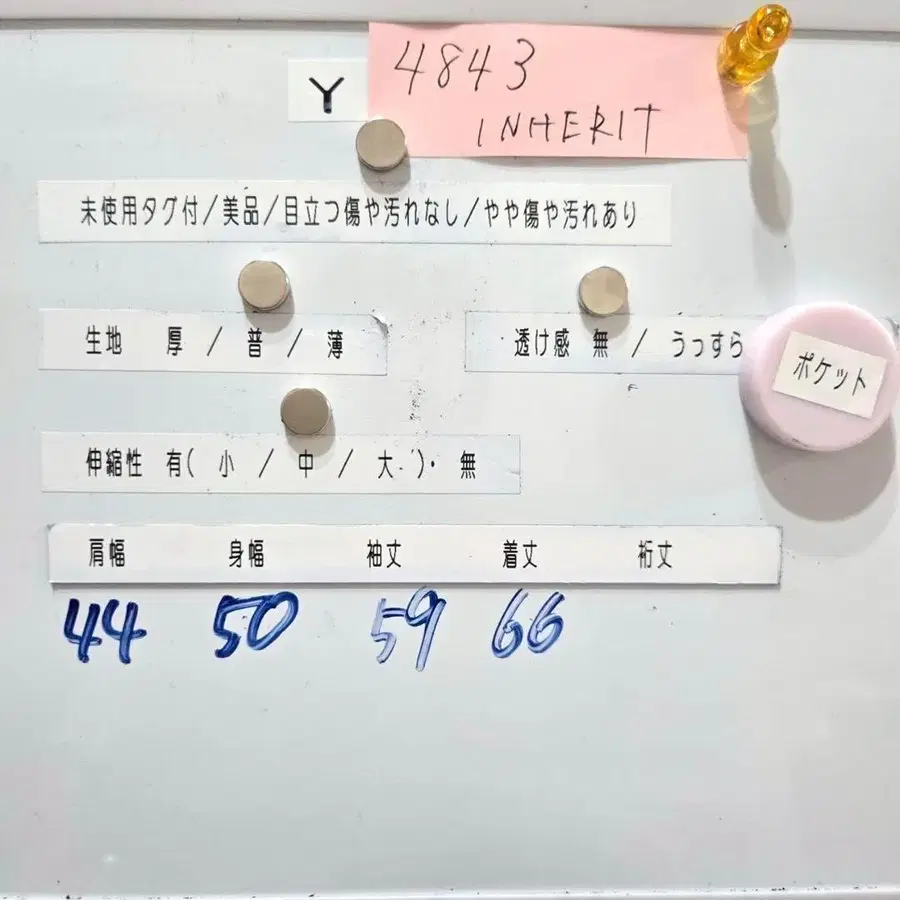 Y
4843
INHERIT
未使用タグ付/美品/目立つ傷や汚れなし/やや傷や汚れあり
生地 厚 / 普 / 薄
透け感 無 / うっすら
ポケット
伸縮性 有( 小 / 中 / 大 )・ 無
肩幅 身幅 袖丈 着丈 裄丈
44 50 59 66